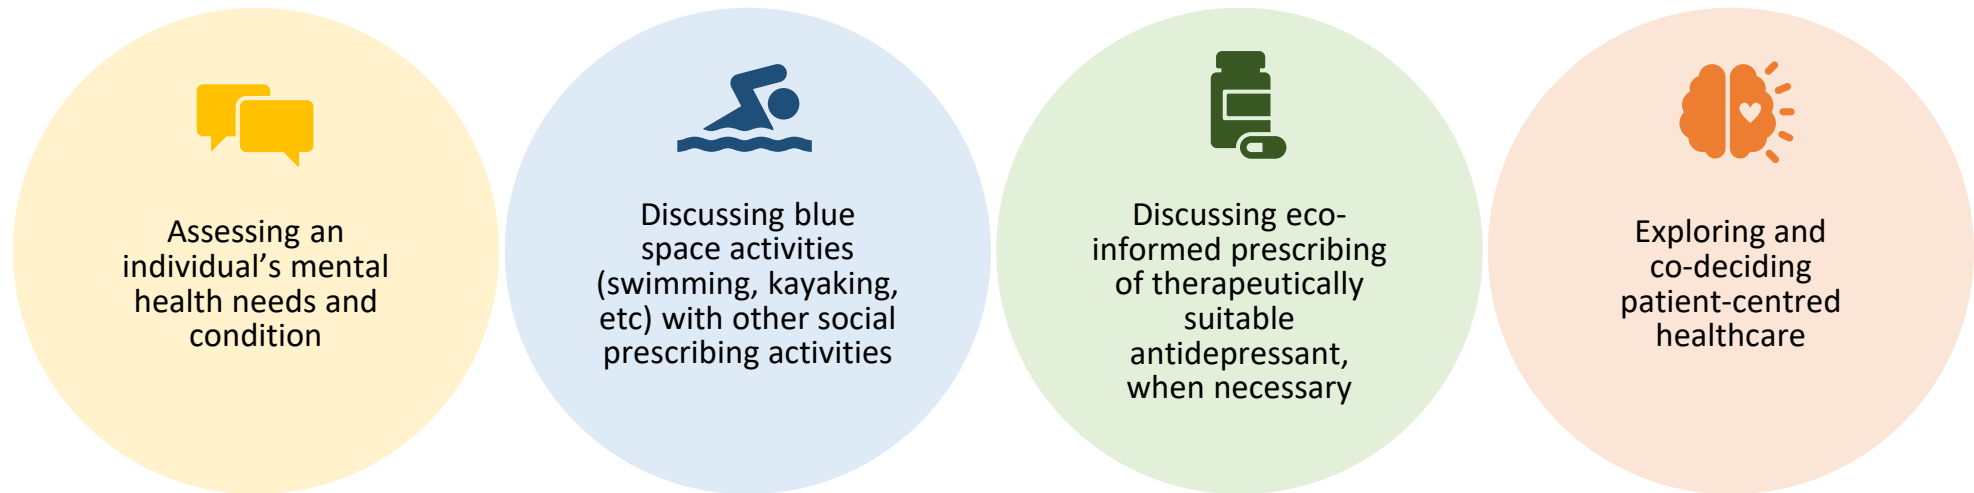 Assessing an
individual’s mental
health needs and
condition
Discussing blue
space activities
(swimming, kayaking,
etc) with other social
prescribing activities
Discussing eco-
informed prescribing
of therapeutically
suitable
antidepressant,
when necessary
Exploring and
co-deciding
patient-centred
healthcare